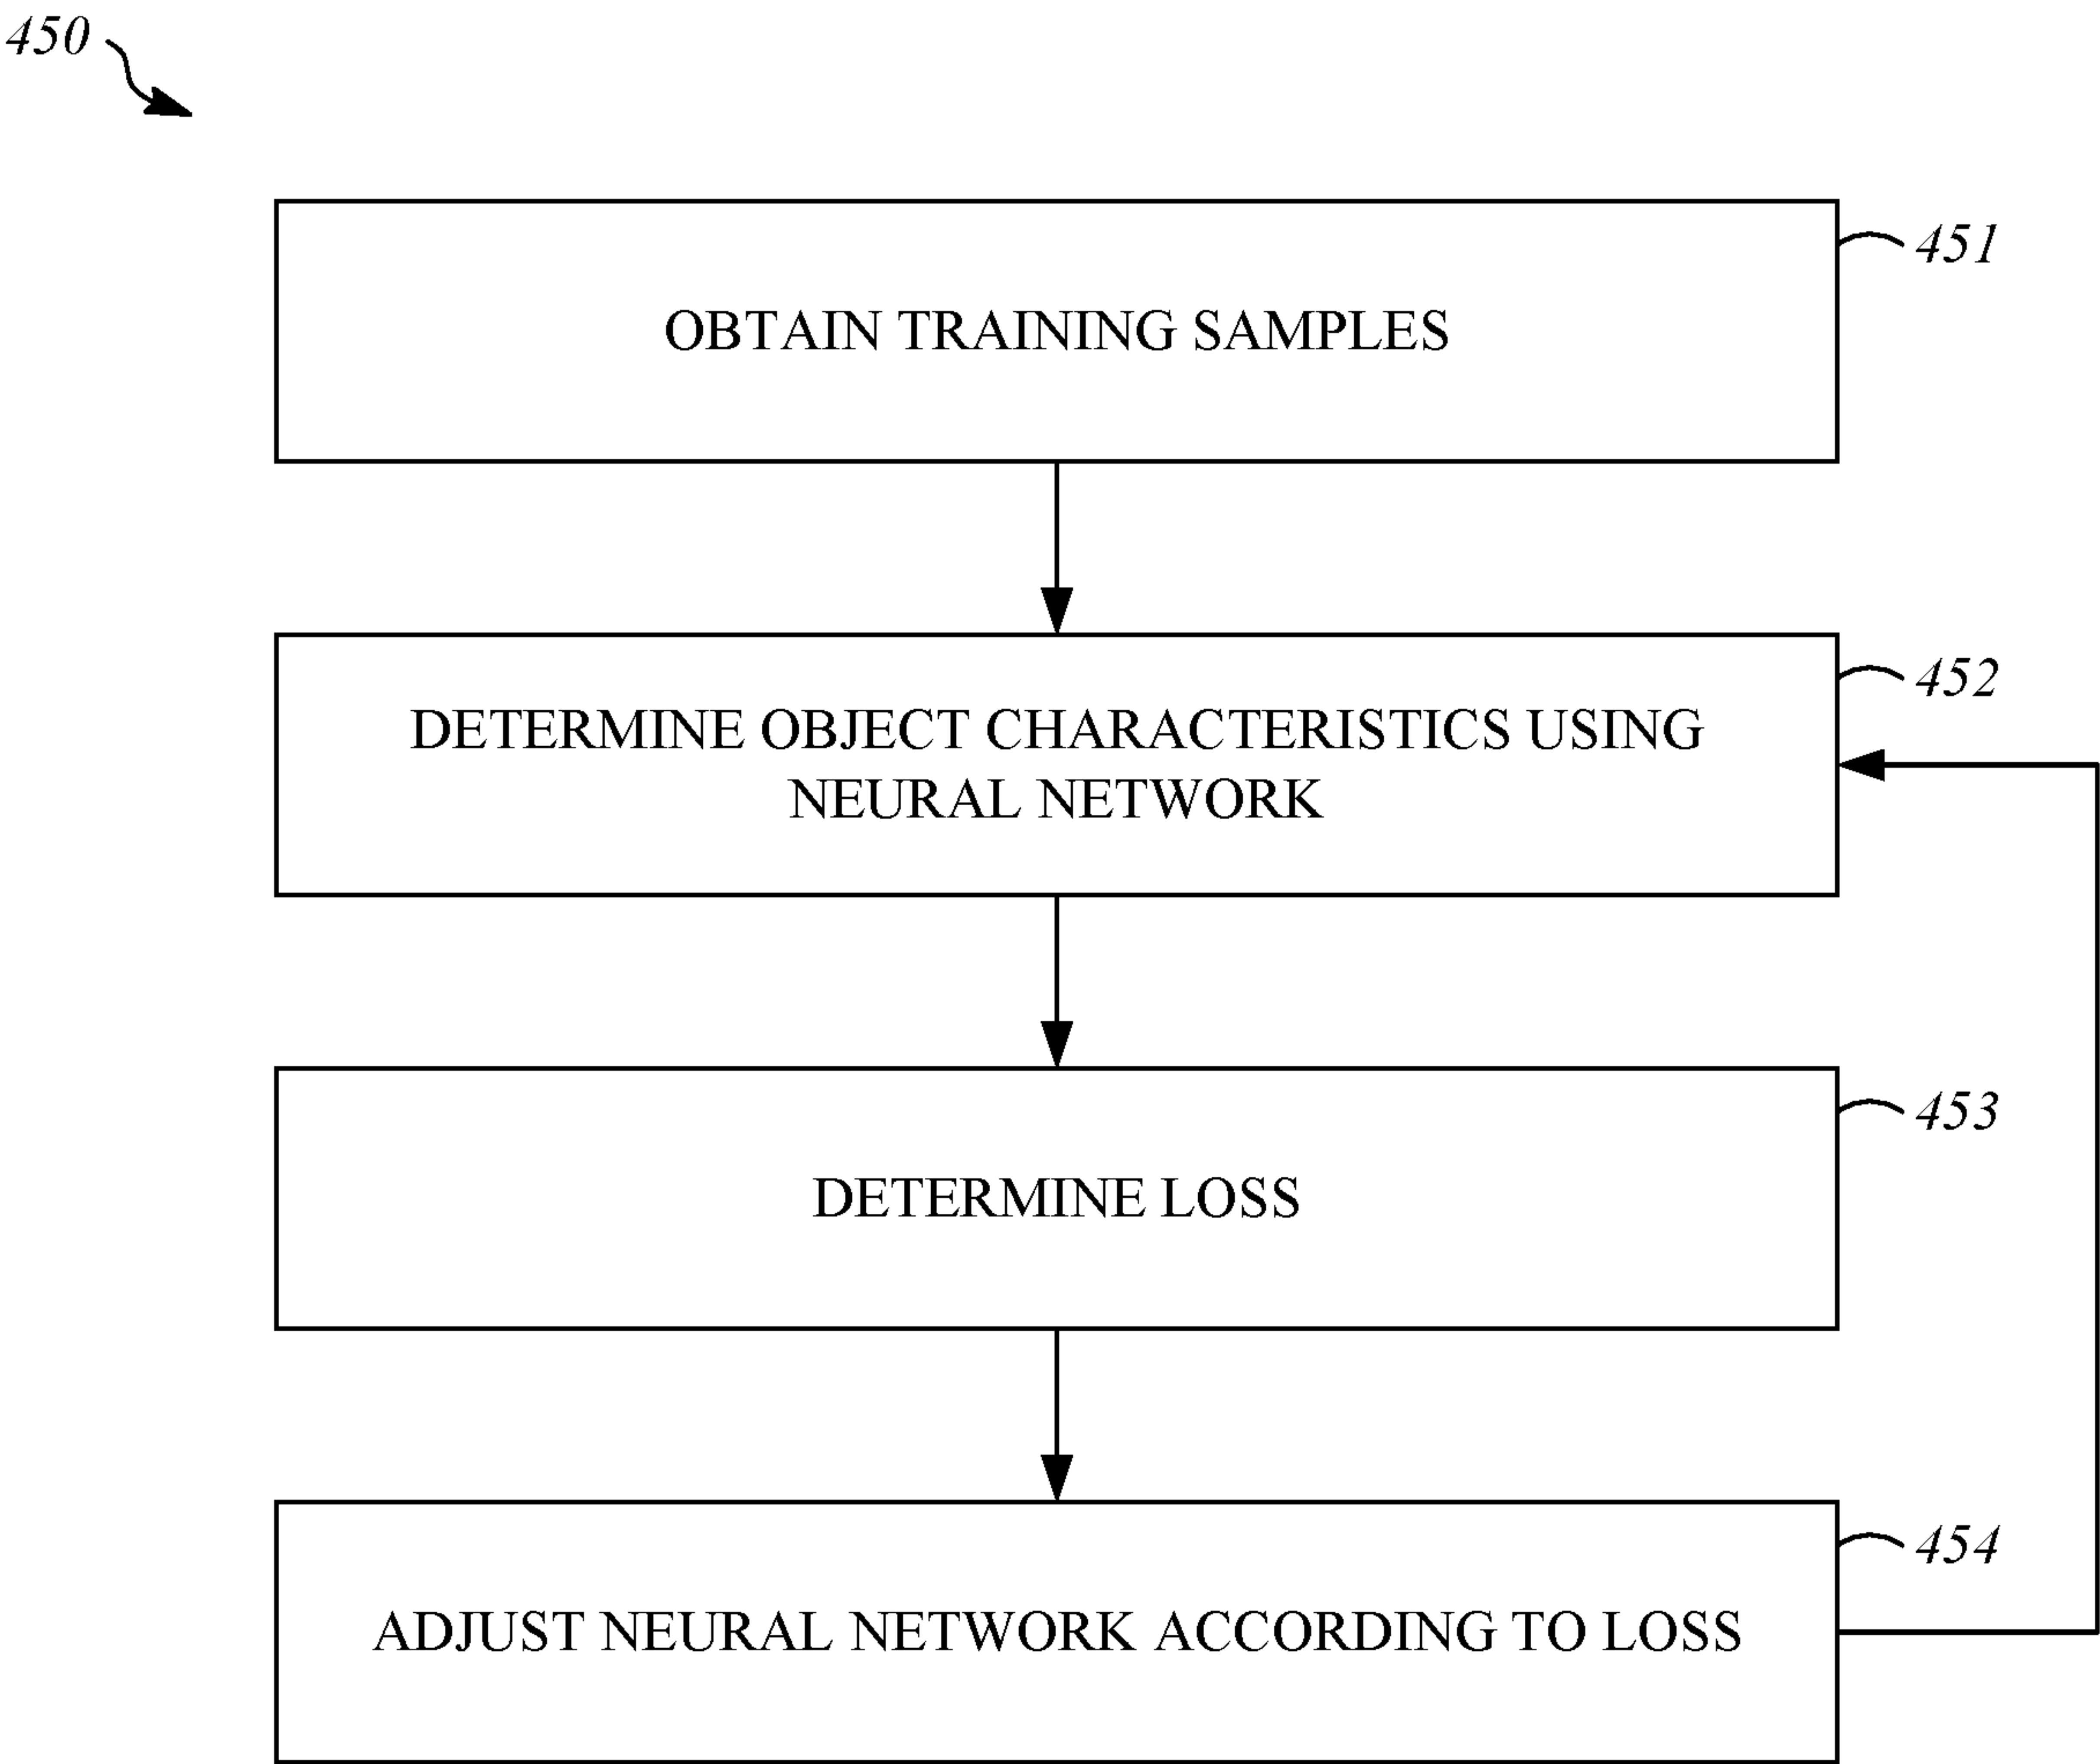 450
451
OBTAIN TRAINING SAMPLES
452
DETERMINE OBJECT CHARACTERISTICS USING
NEURAL NETWORK
453
DETERMINE LOSS
454
ADJUST NEURAL NETWORK ACCORDING TO LOSS